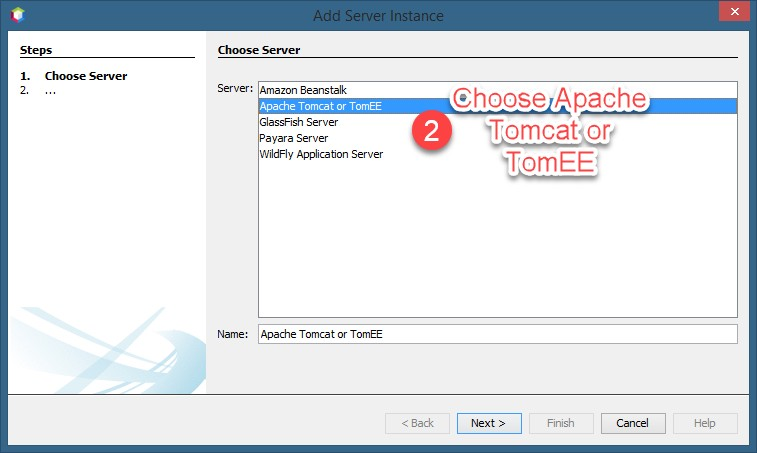 Add Server Instance
Steps
1. Choose Server
2. ...
Choose Server
Server:
Amazon Beanstalk
Apache Tomcat or TomEE
GlassFish Server
Payara Server
WildFly Application Server
2
Choose Apache
Tomcat or
TomEE
Name: Apache Tomcat or TomEE
< Back Next > Finish Cancel Help